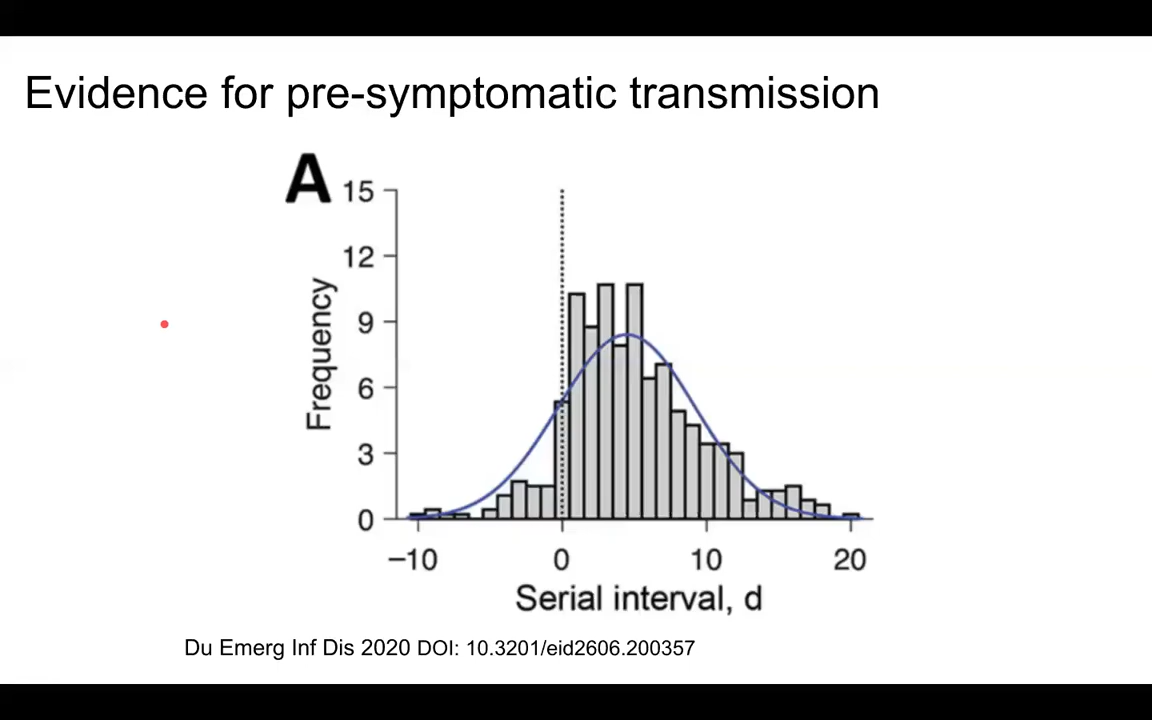 Evidence for pre-symptomatic transmission
A
15
12
9
6
3
0
Frequency
−10 0 10 20
Serial interval, d
Du Emerg Inf Dis 2020 DOI: 10.3201/eid2606.200357